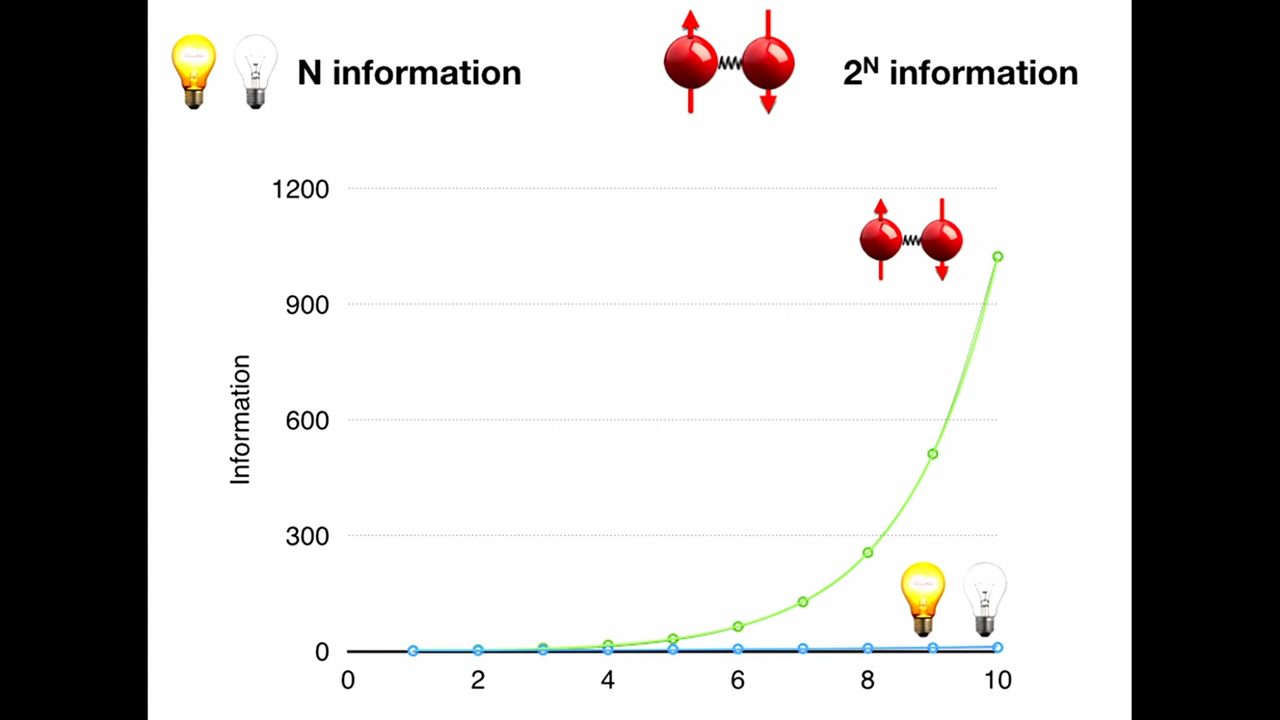 N information
2ᴺ information
1200
900
600
300
0
Information
0 2 4 6 8 10